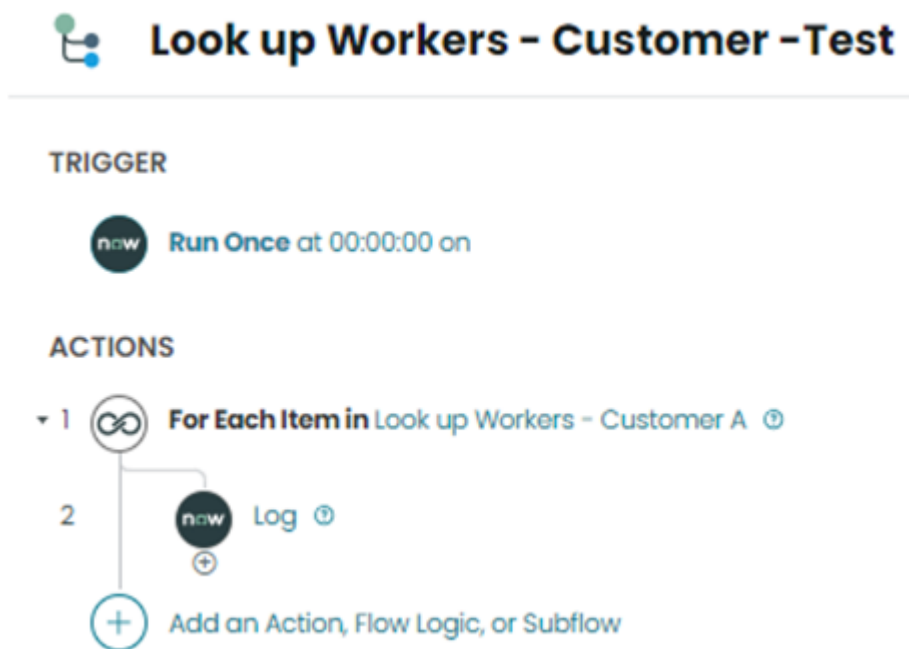 Look up Workers - Customer -Test
TRIGGER
now Run Once at 00:00:00 on
ACTIONS
1 For Each Item in Look up Workers - Customer A
2 now Log
Add an Action, Flow Logic, or Subflow